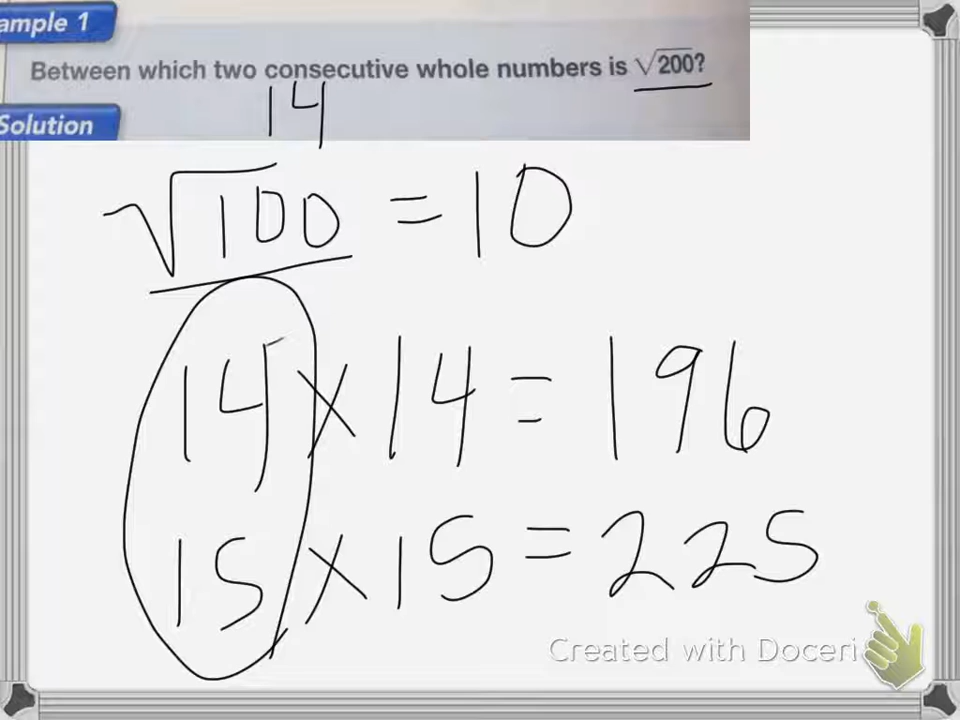 ample 1
Between which two consecutive whole numbers is √200?
14
Solution
√100 = 10
14 × 14 = 196
15 × 15 = 225
Created with Doceri